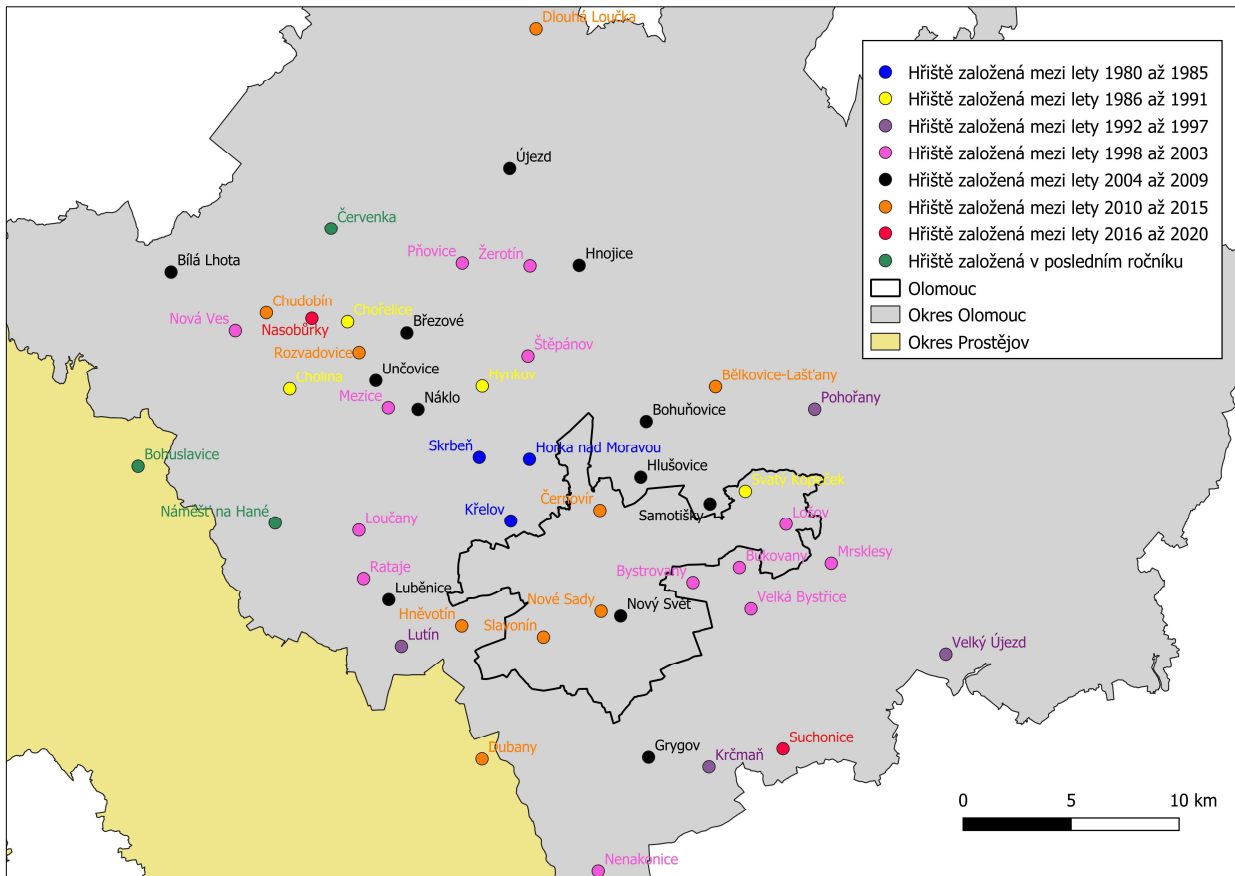 Dlouhá Loučka
Hřiště založená mezi lety 1980 až 1985
Hřiště založená mezi lety 1986 až 1991
Hřiště založená mezi lety 1992 až 1997
Hřiště založená mezi lety 1998 až 2003
Hřiště založená mezi lety 2004 až 2009
Hřiště založená mezi lety 2010 až 2015
Hřiště založená mezi lety 2016 až 2020
Hřiště založená v posledním ročníku
Olomouc
Okres Olomouc
Okres Prostějov
Újezd
Červenka
Pňovice
Žerotín
Hnojice
Bílá Lhota
Chudobín
Chořelice
Nová Ves
Nasobůrky
Březové
Rozvadovice
Štěpánov
Unčovice
Cholina
Hynkov
Bělkovice-Lašťany
Mezice
Náklo
Bohuňovice
Pohořany
Skrbeň
Horka nad Moravou
Bohuslavice
Hlušovice
Svatý Kopeček
Černovír
Náměšť na Hané
Křelov
Samotišky
Loučany
Lošov
Mrsklesy
Bukovany
Rataje
Bystrovany
Luběnice
Nové Sady
Nový Svět
Velká Bystřice
Hněvotín
Slavonín
Lutín
Velký Újezd
Dubany
Grygov
Krčmaň
Suchonice
0 5 10 km
Nenakonice